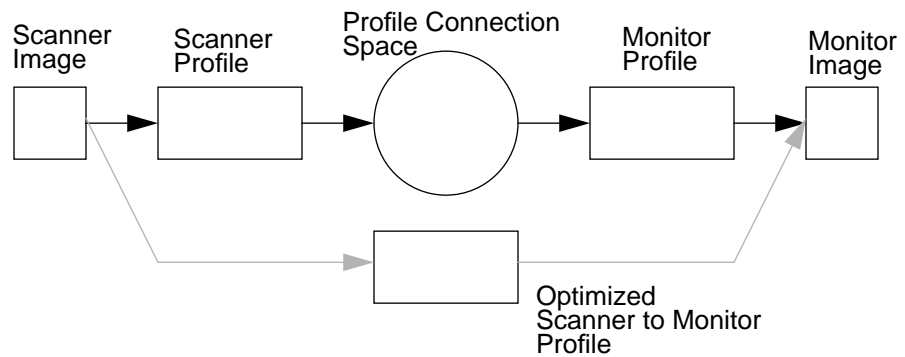 Scanner
Image
Scanner
Profile
Profile Connection
Space
Monitor
Profile
Monitor
Image
Optimized
Scanner to Monitor
Profile